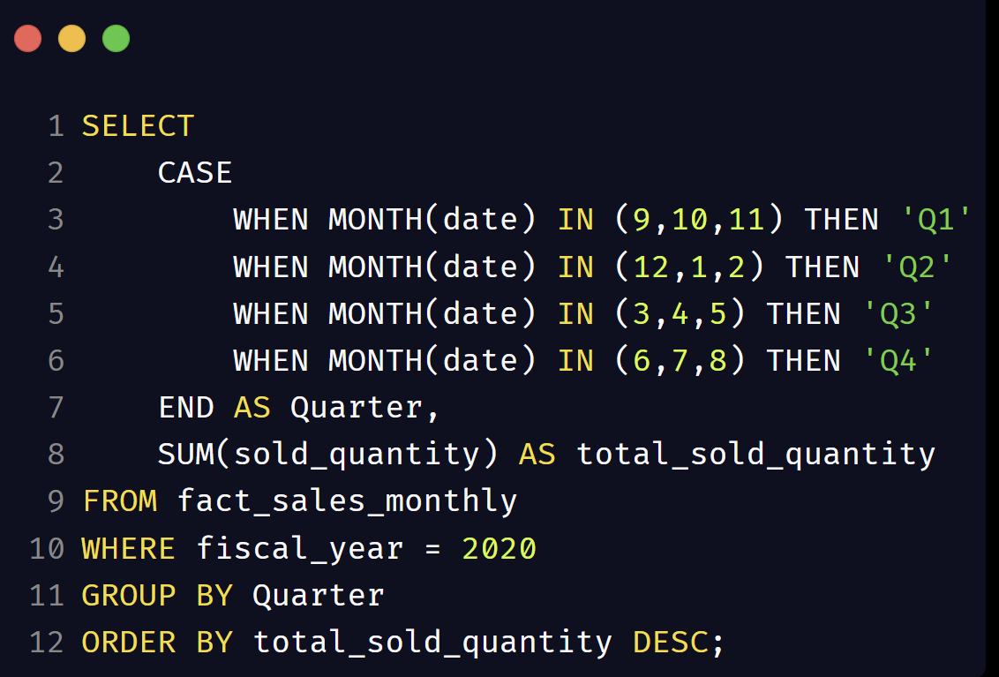 1 SELECT
2     CASE
3         WHEN MONTH(date) IN (9,10,11) THEN 'Q1'
4         WHEN MONTH(date) IN (12,1,2) THEN 'Q2'
5         WHEN MONTH(date) IN (3,4,5) THEN 'Q3'
6         WHEN MONTH(date) IN (6,7,8) THEN 'Q4'
7     END AS Quarter,
8     SUM(sold_quantity) AS total_sold_quantity
9 FROM fact_sales_monthly
10 WHERE fiscal_year = 2020
11 GROUP BY Quarter
12 ORDER BY total_sold_quantity DESC;